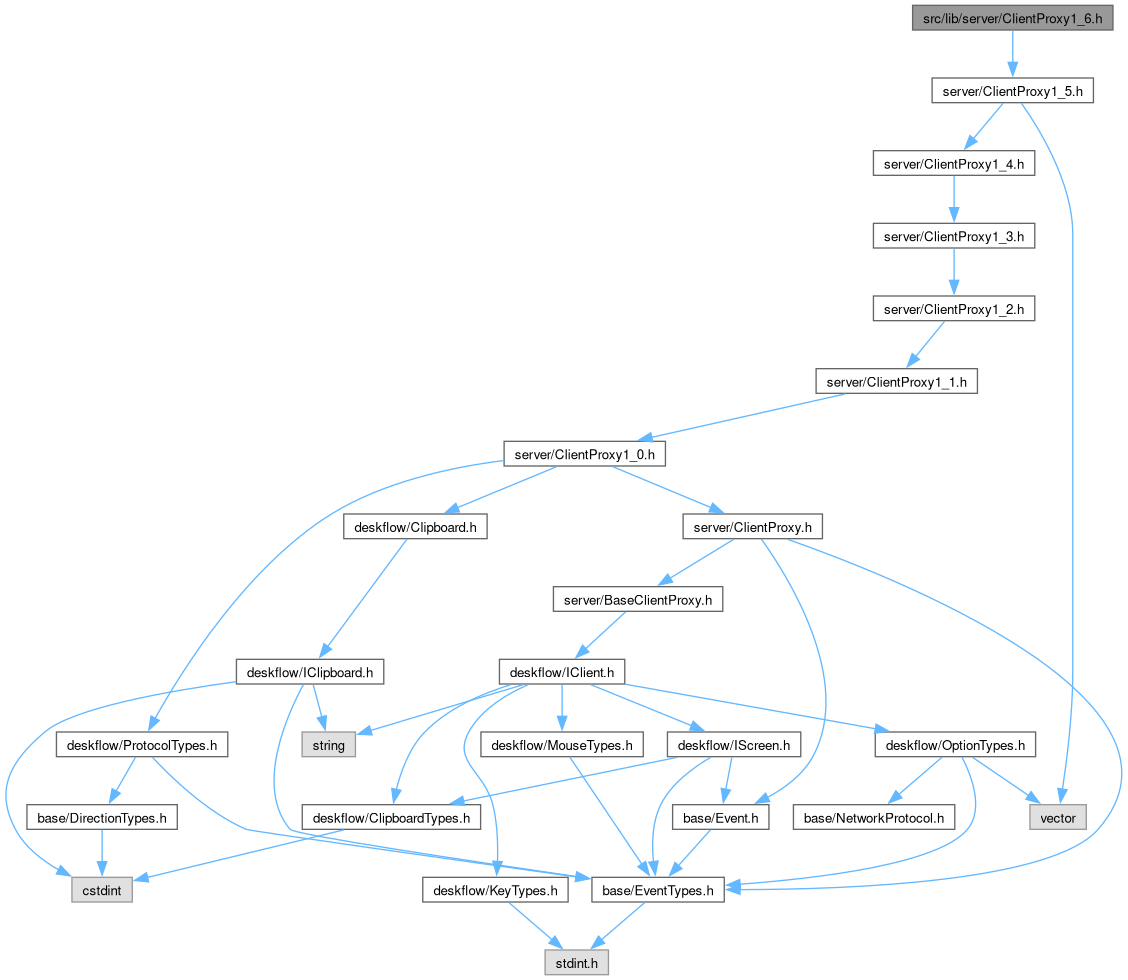 src/lib/server/ClientProxy1_6.h
server/ClientProxy1_5.h
server/ClientProxy1_4.h
server/ClientProxy1_3.h
server/ClientProxy1_2.h
server/ClientProxy1_1.h
server/ClientProxy1_0.h
deskflow/Clipboard.h
server/ClientProxy.h
server/BaseClientProxy.h
deskflow/IClipboard.h
deskflow/IClient.h
deskflow/ProtocolTypes.h
string
deskflow/MouseTypes.h
deskflow/IScreen.h
deskflow/OptionTypes.h
base/DirectionTypes.h
deskflow/ClipboardTypes.h
base/Event.h
base/NetworkProtocol.h
vector
cstdint
deskflow/KeyTypes.h
base/EventTypes.h
stdint.h